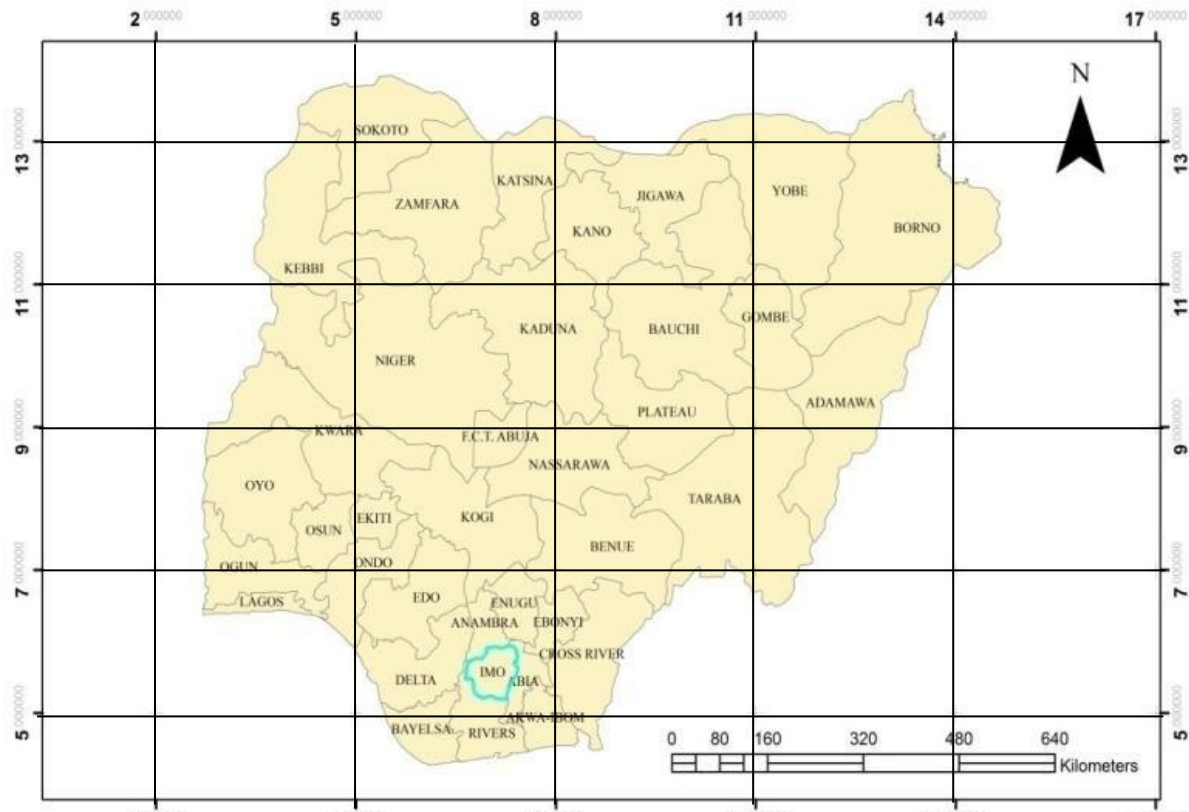 2.000000 5.000000 8.000000 11.000000 14.000000 17.000000
N
13.000000 13.000000
SOKOTO
KATSINA
YOBE
JIGAWA
ZAMFARA
BORNO
KANO
KEBBI
11.000000 11.000000
GOMBE
KADUNA
BAUCHI
NIGER
ADAMAWA
PLATEAU
9.000000 9.000000
KWARA
F.C.T. ABUJA
NASSARAWA
OYO
TARABA
EKITI
KOGI
OSUN
BENUE
ONDO
OGUN
7.000000 7.000000
EDO
LAGOS
ENUGU
ANAMBRA
EBONYI
CROSS RIVER
IMO
DELTA
ABIA
AKWA-IBOM
5.000000 5.000000
BAYELSA
RIVERS
0 80 160 320 480 640
Kilometers